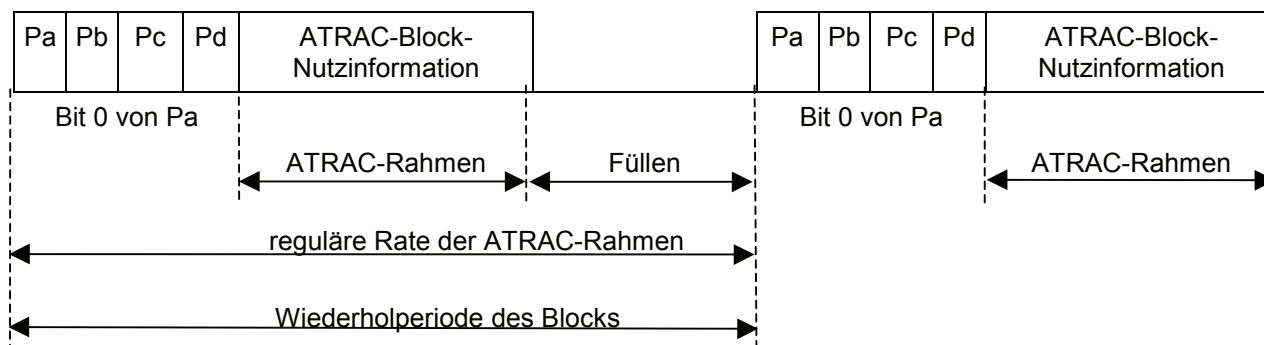 Pa Pb Pc Pd ATRAC-Block- Pa Pb Pc Pd ATRAC-Block-
Nutzinformation Nutzinformation
Bit 0 von Pa Bit 0 von Pa
ATRAC-Rahmen Füllen ATRAC-Rahmen
reguläre Rate der ATRAC-Rahmen
Wiederholperiode des Blocks